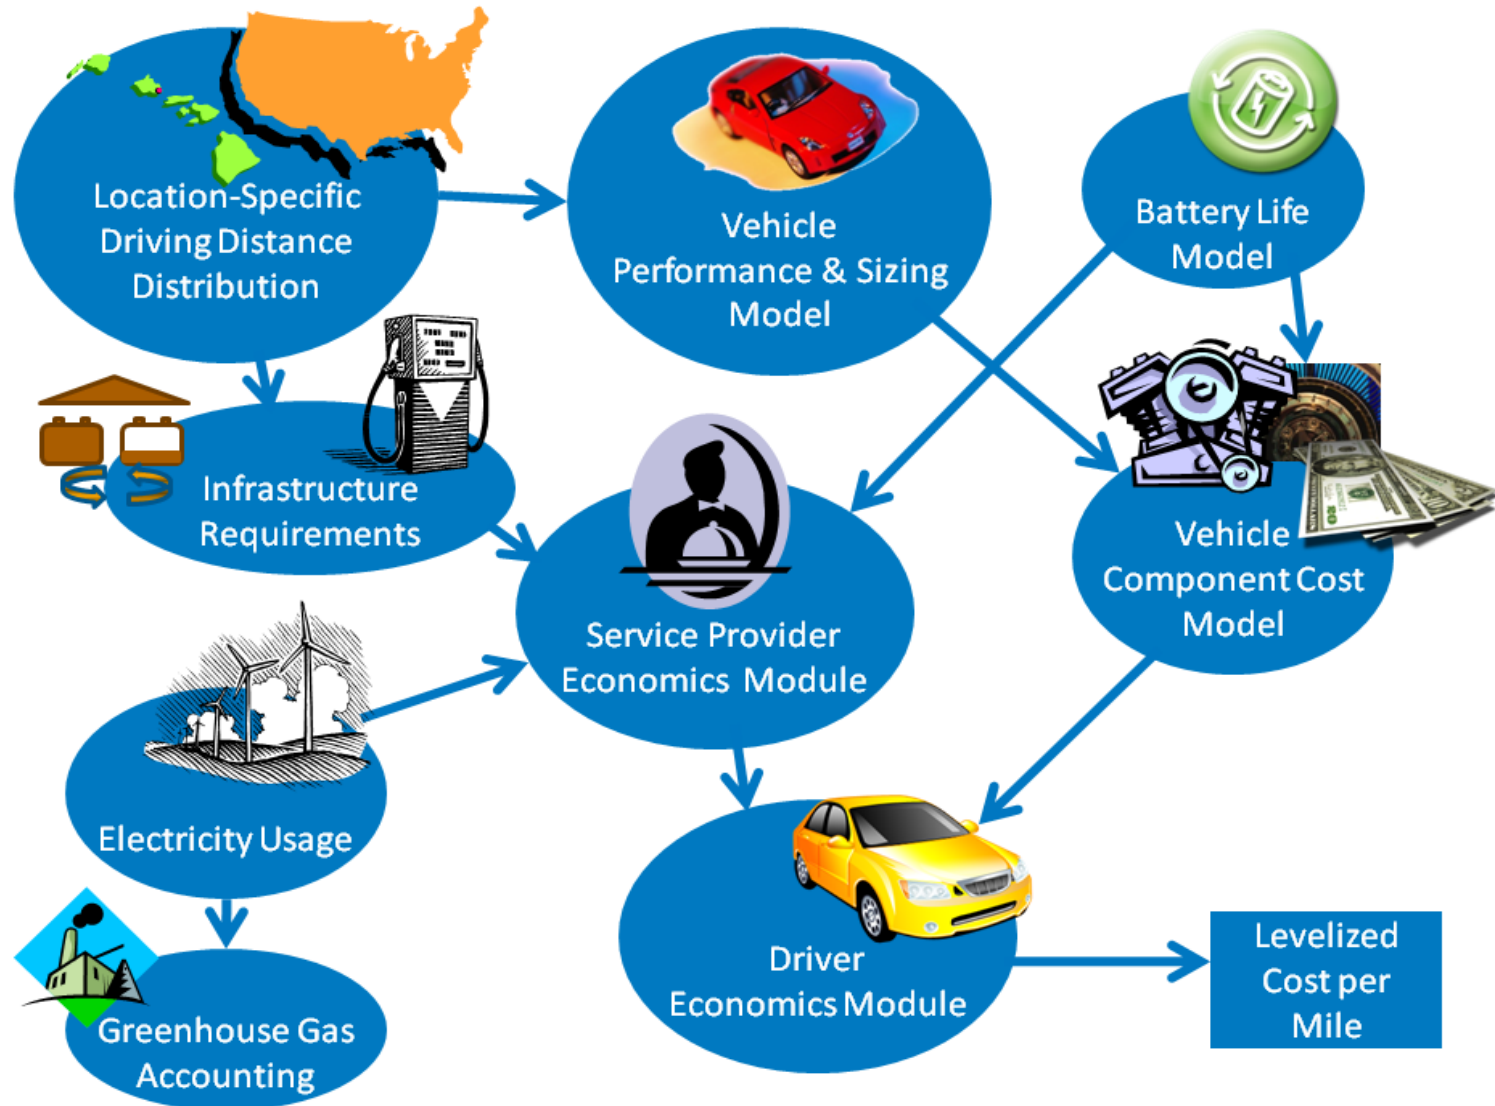 Location-Specific
Driving Distance
Distribution
Vehicle
Performance & Sizing
Model
Battery Life
Model
Infrastructure
Requirements
Vehicle
Component Cost
Model
Service Provider
Economics Module
Electricity Usage
Driver
Economics Module
Levelized
Cost per
Mile
Greenhouse Gas
Accounting